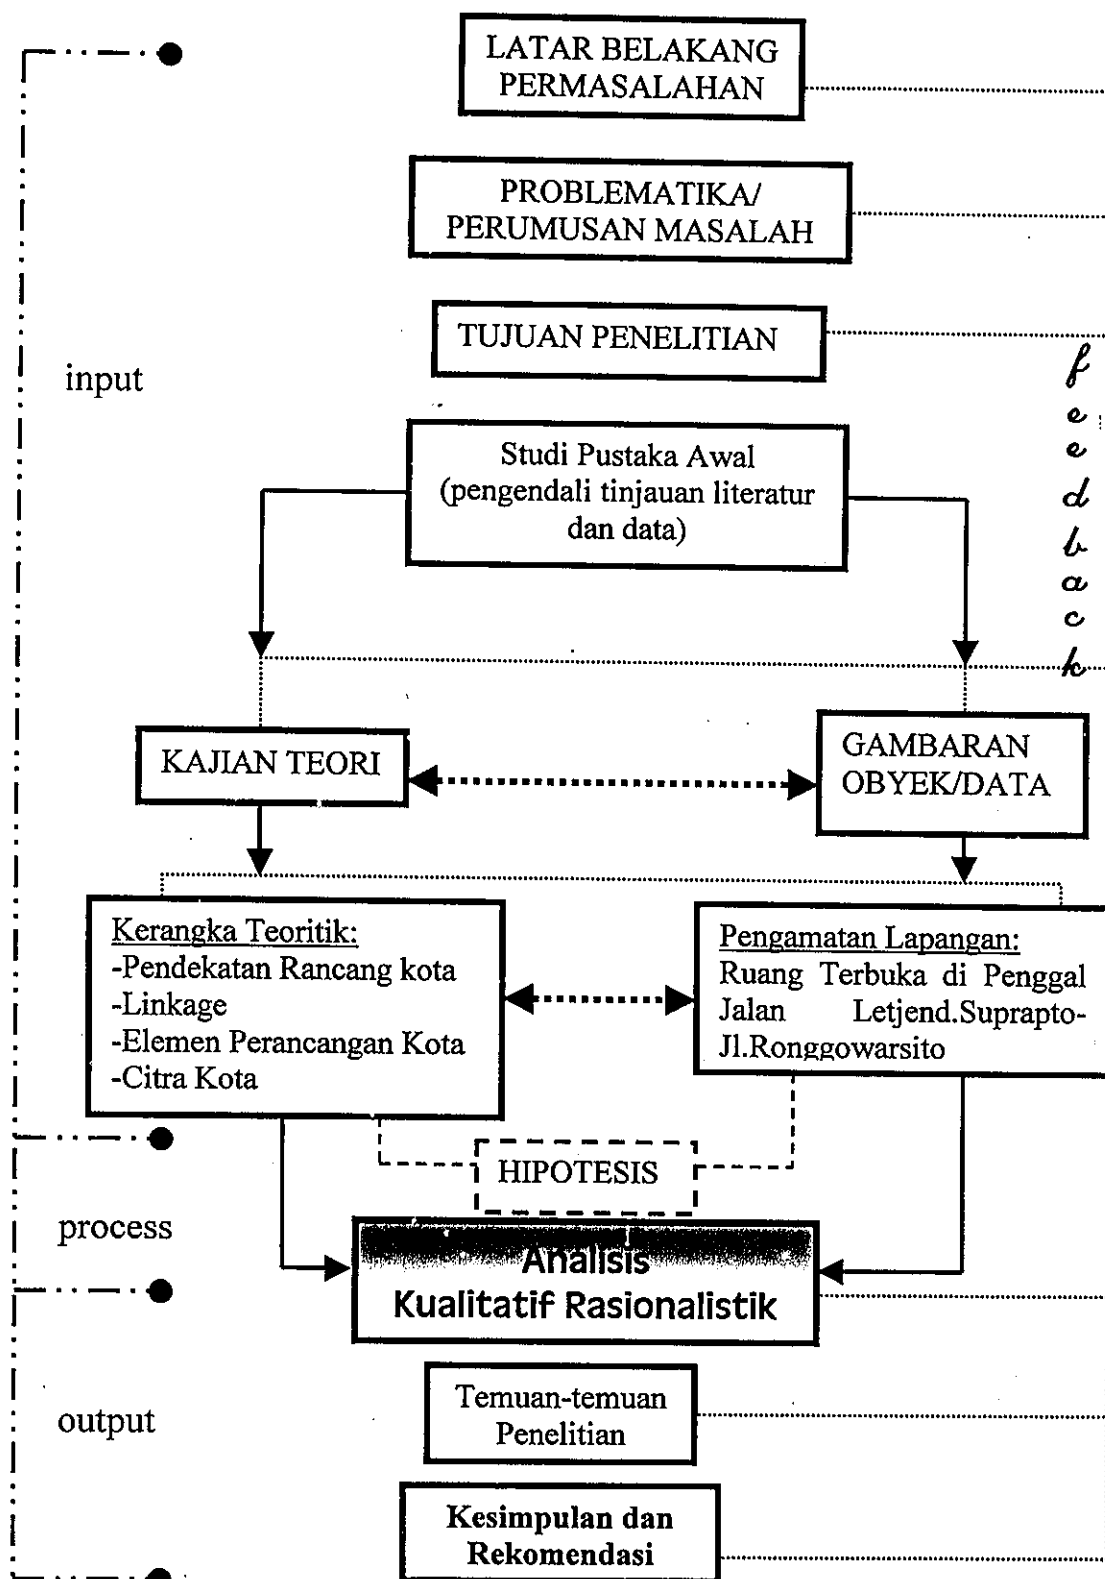 LATAR BELAKANG
PERMASALAHAN
PROBLEMATIKA/
PERUMUSAN MASALAH
TUJUAN PENELITIAN
input
feedback
Studi Pustaka Awal
(pengendali tinjauan literatur
dan data)
KAJIAN TEORI
GAMBARAN
OBYEK/DATA
Kerangka Teoritik:
-Pendekatan Rancang kota
-Linkage
-Elemen Perancangan Kota
-Citra Kota
Pengamatan Lapangan:
Ruang Terbuka di Penggal
Jalan Letjend.Suprapto-
Jl.Ronggowarsito
HIPOTESIS
process
Analisis
Kualitatif Rasionalistik
output
Temuan-temuan
Penelitian
Kesimpulan dan
Rekomendasi